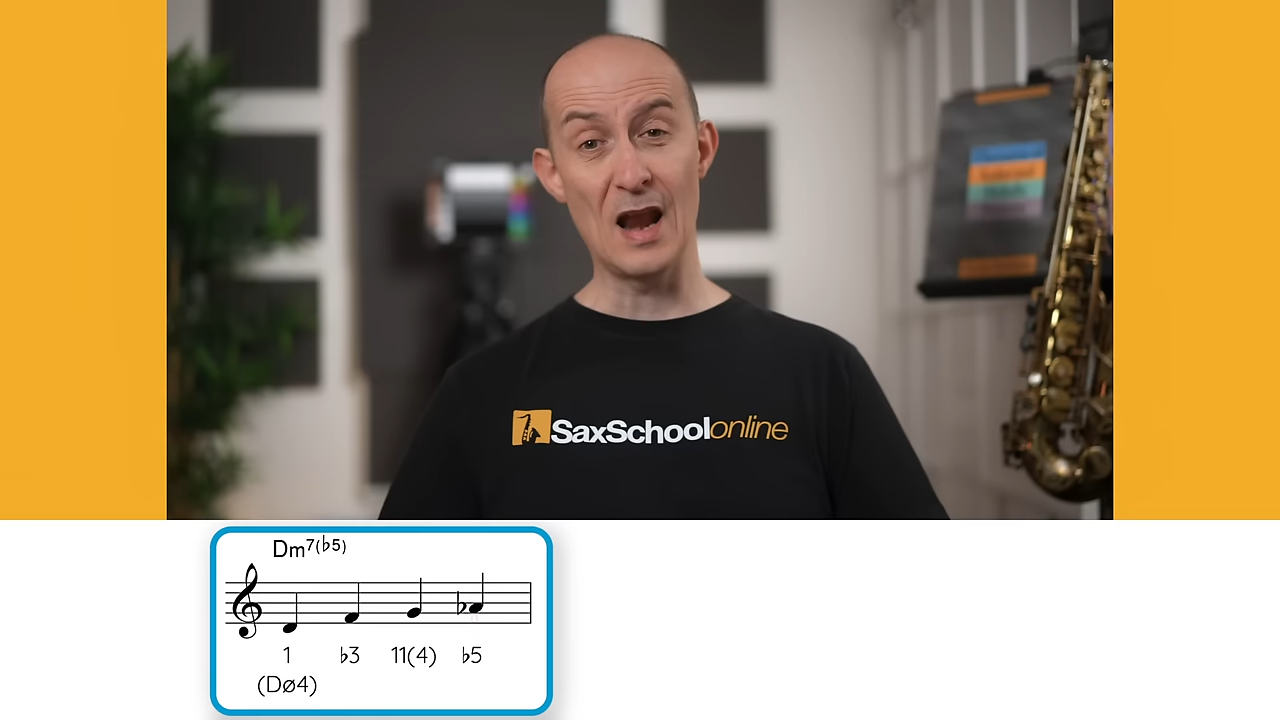 SaxSchoolonline
Dm7(♭5)
1 ♭3 11(4) ♭5
(Dø4)